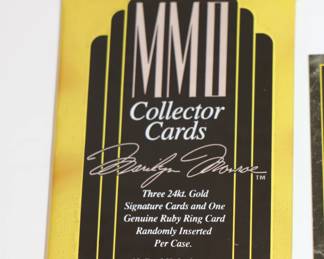 MMII
Collector
Cards
Marilyn Monroe TM
Three 24kt. Gold
Signature Cards and One
Genuine Ruby Ring Card
Randomly Inserted
Per Case.